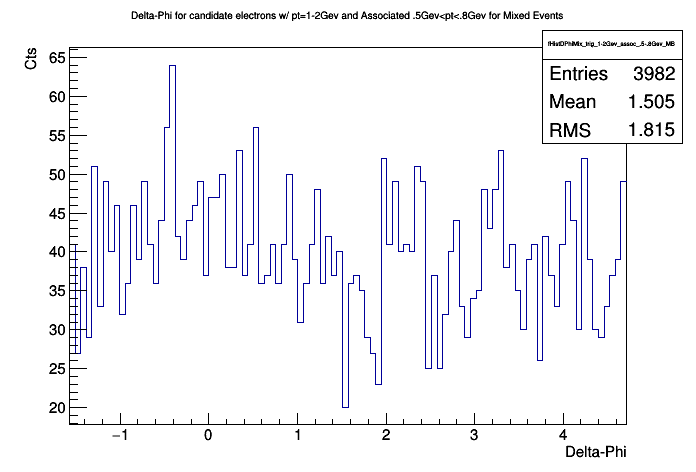 Delta-Phi for candidate electrons w/ pt=1-2Gev and Associated .5Gev<pt<.8Gev for Mixed Events
fHistDPhiMix_trig_1-2Gev_assoc_.5-.8Gev_MB
Entries 3982
Mean 1.505
RMS 1.815
Cts
65
60
55
50
45
40
35
30
25
20
−1 0 1 2 3 4
Delta-Phi